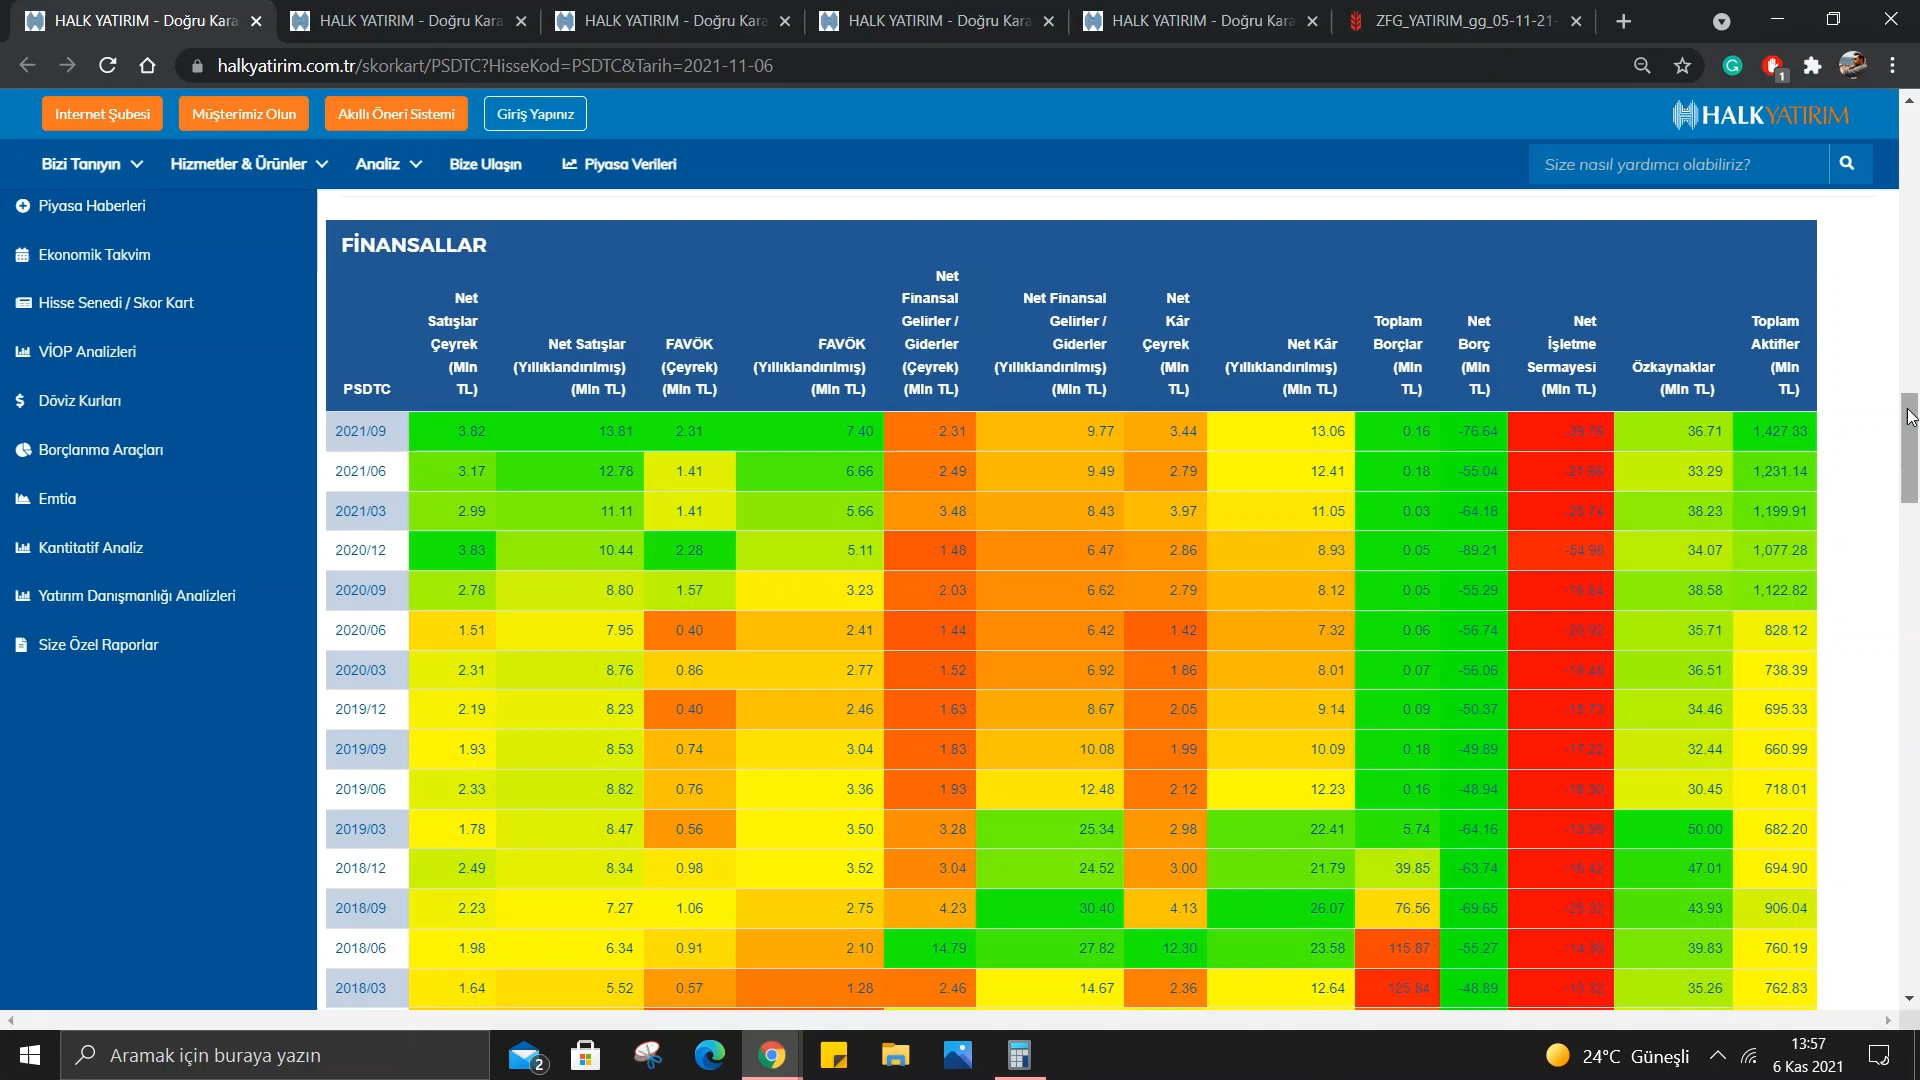 HALK YATIRIM - Doğru Kara
HALK YATIRIM - Doğru Kara
HALK YATIRIM - Doğru Kara
HALK YATIRIM - Doğru Kara
HALK YATIRIM - Doğru Kara
ZFG_YATIRIM_gg_05-11-21-
halkyatirim.com.tr/skorkart/PSDTC?HisseKod=PSDTC&Tarih=2021-11-06
1
Internet Şubesi
Müşterimiz Olun
Akıllı Öneri Sistemi
Giriş Yapınız
HALKYATIRIM
Bizi Tanıyın
Hizmetler & Ürünler
Analiz
Bize Ulaşın
Piyasa Verileri
Size nasıl yardımcı olabiliriz?
Piyasa Haberleri
Ekonomik Takvim
Hisse Senedi / Skor Kart
VİOP Analizleri
Döviz Kurları
Borçlanma Araçları
Emtia
Kantitatif Analiz
Yatırım Danışmanlığı Analizleri
Size Özel Raporlar
FİNANSALLAR
PSDTC
Net Satışlar Çeyrek (Mln TL)
Net Satışlar (Yıllıklandırılmış) (Mln TL)
FAVÖK (Çeyrek) (Mln TL)
FAVÖK (Yıllıklandırılmış) (Mln TL)
Net Finansal Gelirler / Giderler (Çeyrek) (Mln TL)
Net Finansal Gelirler / Giderler (Yıllıklandırılmış) (Mln TL)
Net Kâr Çeyrek (Mln TL)
Net Kâr (Yıllıklandırılmış) (Mln TL)
Toplam Borçlar (Mln TL)
Net Borç (Mln TL)
Net İşletme Sermayesi (Mln TL)
Özkaynaklar (Mln TL)
Toplam Aktifler (Mln TL)
2021/09 3.82 13.81 2.31 7.40 2.31 9.77 3.44 13.06 0.16 -76.64 36.71 1,427.33
2021/06 3.17 12.78 1.41 6.66 2.49 9.49 2.79 12.41 0.18 -55.04 33.29 1,231.14
2021/03 2.99 11.11 1.41 5.66 3.48 8.43 3.97 11.05 0.03 -64.18 38.23 1,199.91
2020/12 3.83 10.44 2.28 5.11 1.48 6.47 2.86 8.93 0.05 -89.21 -54.98 34.07 1,077.28
2020/09 2.78 8.80 1.57 3.23 2.03 6.62 2.79 8.12 0.05 -55.29 38.58 1,122.82
2020/06 1.51 7.95 0.40 2.41 1.44 6.42 1.42 7.32 0.06 -56.74 35.71 828.12
2020/03 2.31 8.76 0.86 2.77 1.52 6.92 1.86 8.01 0.07 -56.06 36.51 738.39
2019/12 2.19 8.23 0.40 2.46 1.63 8.67 2.05 9.14 0.09 -50.37 -15.73 34.46 695.33
2019/09 1.93 8.53 0.74 3.04 1.83 10.08 1.99 10.09 0.18 -49.89 -17.22 32.44 660.99
2019/06 2.33 8.82 0.76 3.36 1.93 12.48 2.12 12.23 0.16 -48.94 30.45 718.01
2019/03 1.78 8.47 0.56 3.50 3.28 25.34 2.98 22.41 5.74 -64.16 50.00 682.20
2018/12 2.49 8.34 0.98 3.52 3.04 24.52 3.00 21.79 39.85 -63.74 -16.42 47.01 694.90
2018/09 2.23 7.27 1.06 2.75 4.23 30.40 4.13 26.07 76.56 -69.65 -25.32 43.93 906.04
2018/06 1.98 6.34 0.91 2.10 14.79 27.82 12.30 23.58 115.87 -55.27 39.83 760.19
2018/03 1.64 5.52 0.57 1.28 2.46 14.67 2.36 12.64 125.84 -48.89 -13.32 35.26 762.83
Aramak için buraya yazın
2
24°C Güneşli
13:57
6 Kas 2021